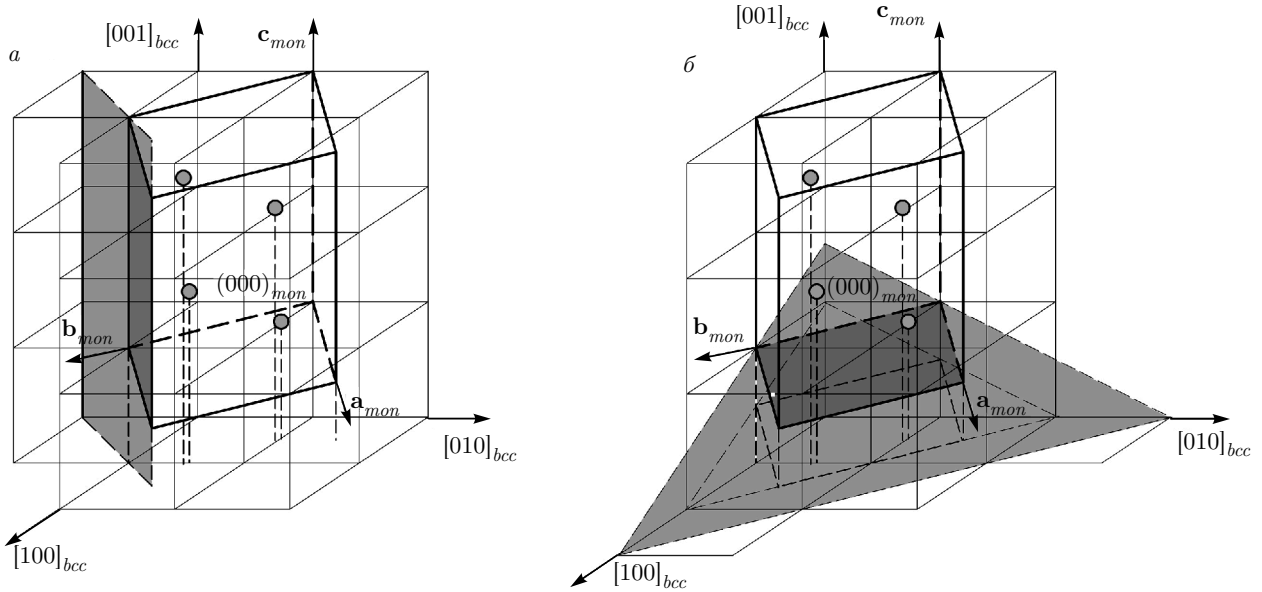 а
[001]bcc
cmon
(000)mon
bmon
amon
[010]bcc
[100]bcc
б
[001]bcc
cmon
(000)mon
bmon
amon
[010]bcc
[100]bcc